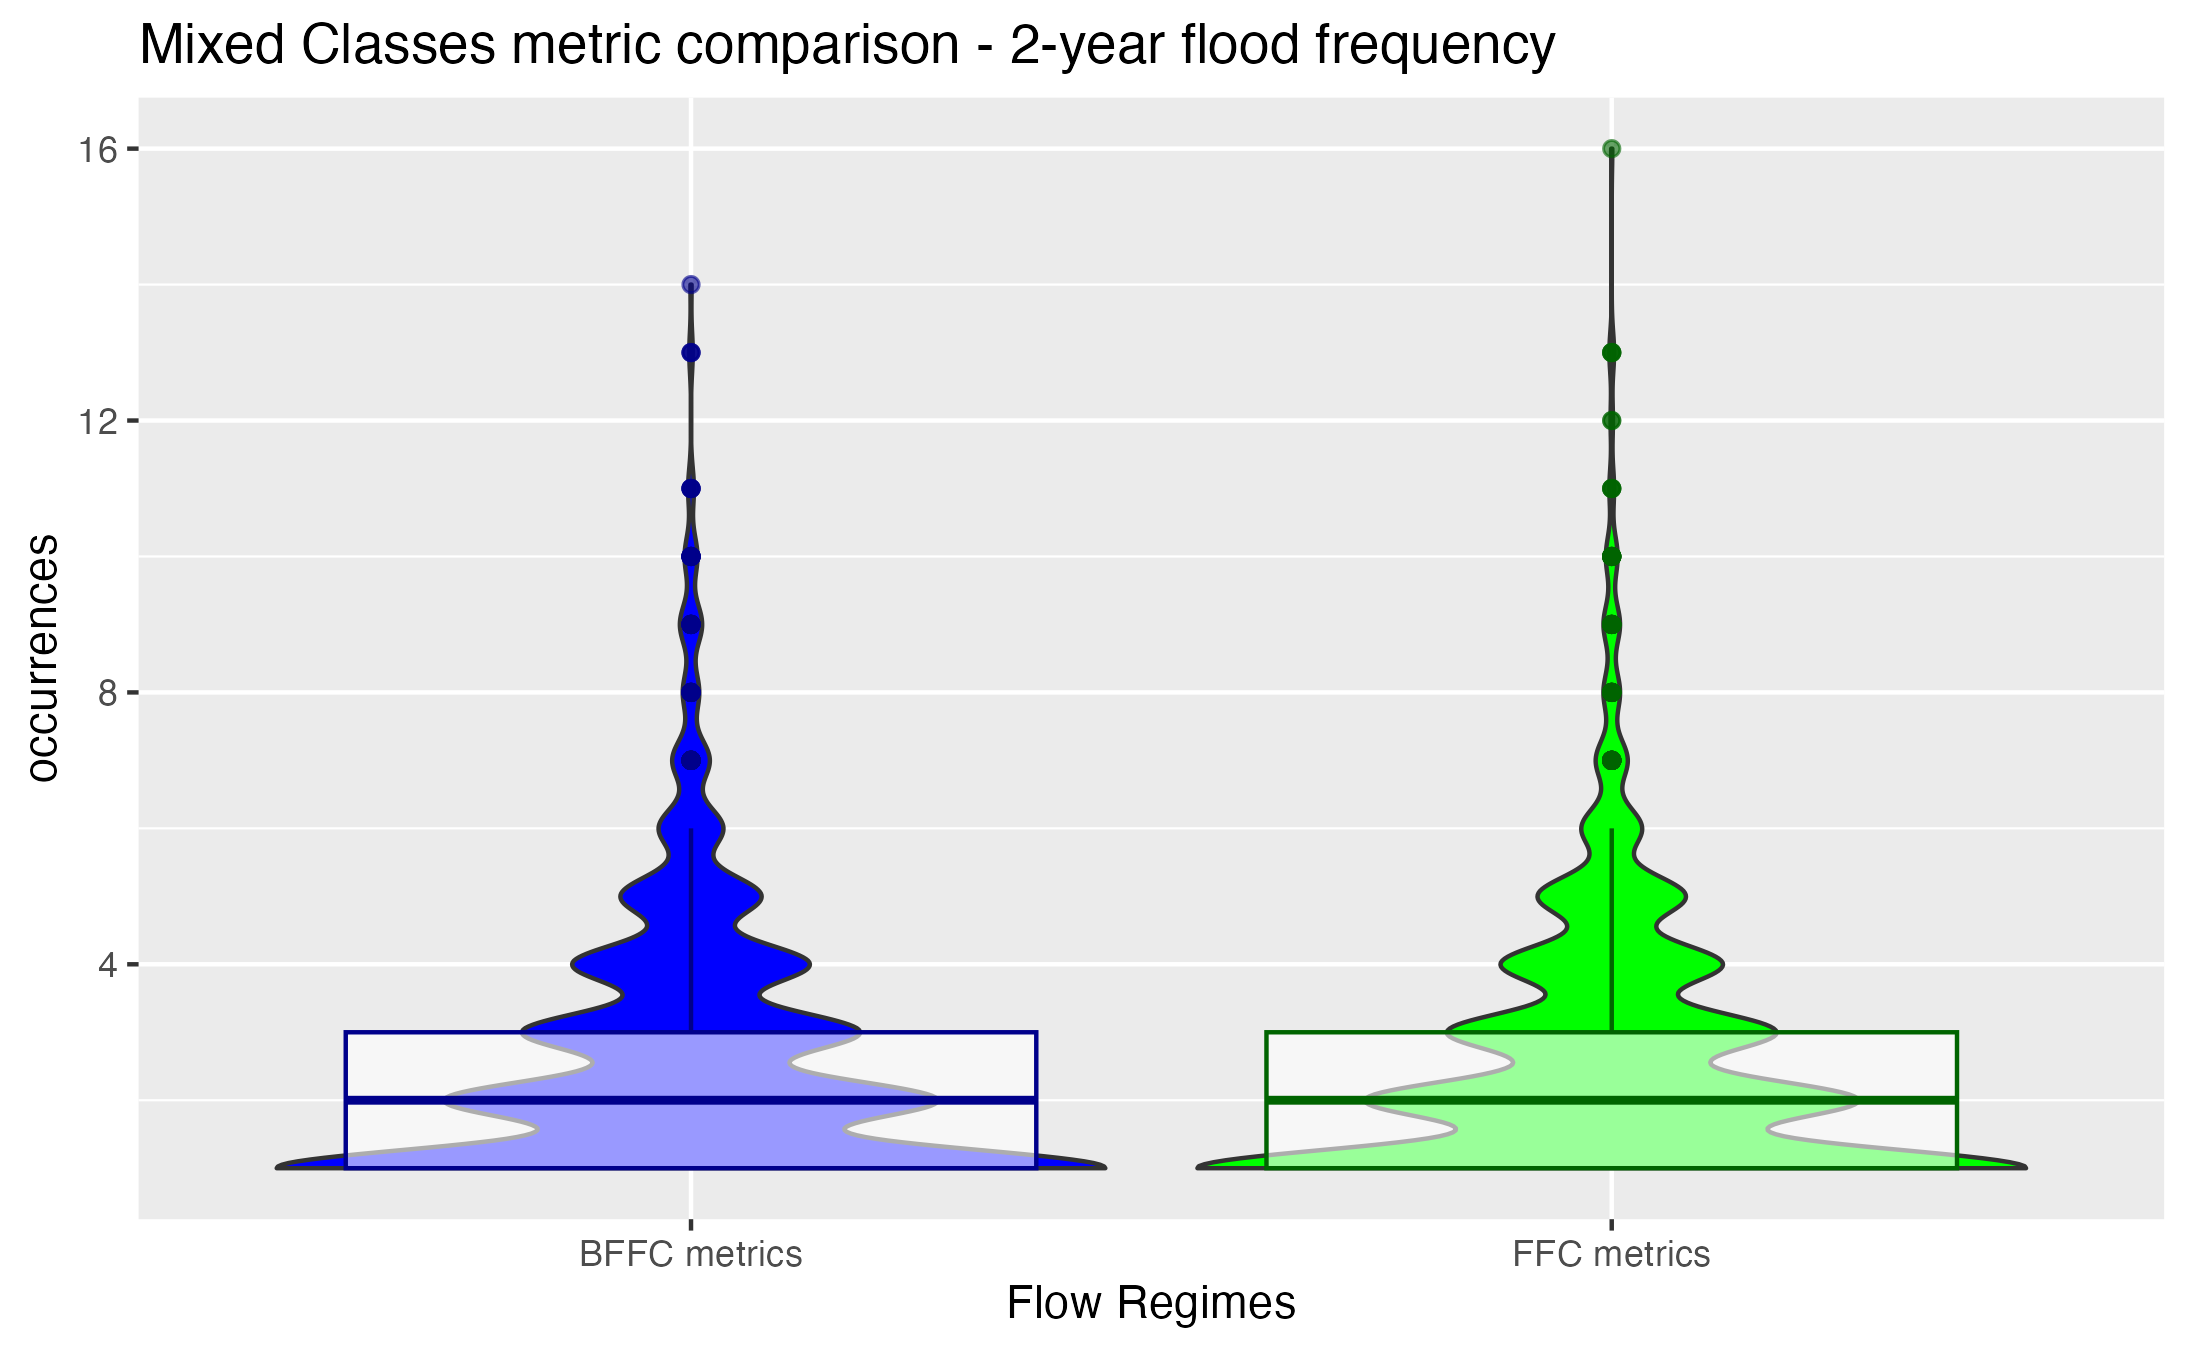 Mixed Classes metric comparison - 2-year flood frequency
16
12
8
4
occurrences
BFFC metrics
FFC metrics
Flow Regimes